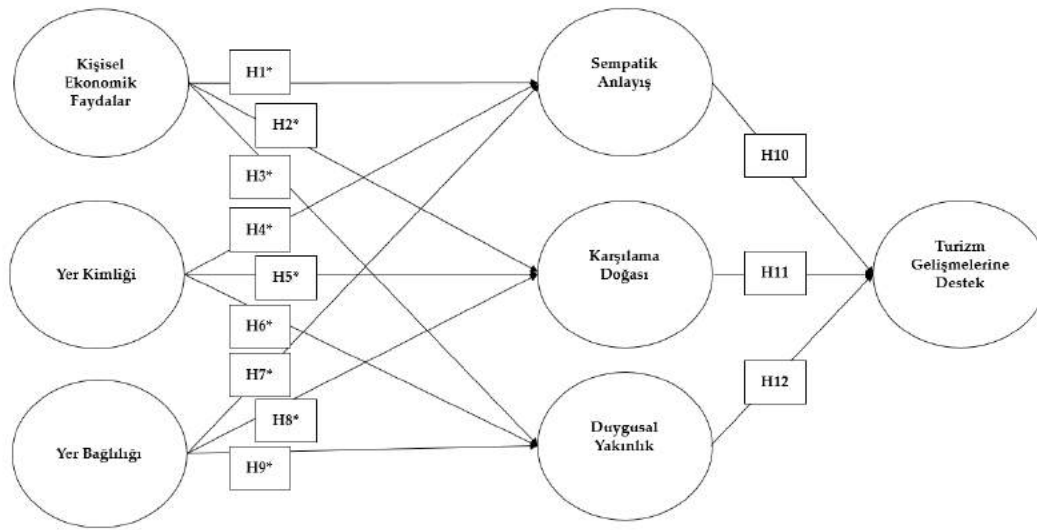 Kişisel
Ekonomik
Faydalar
H1*
Sempatik
Anlayış
H2*
H10
H3*
H4*
Yer Kimliği
H5*
Karşılama
Doğası
H11
Turizm
Gelişmelerine
Destek
H6*
H7*
H12
H8*
Yer Bağlılığı
H9*
Duygusal
Yakınlık